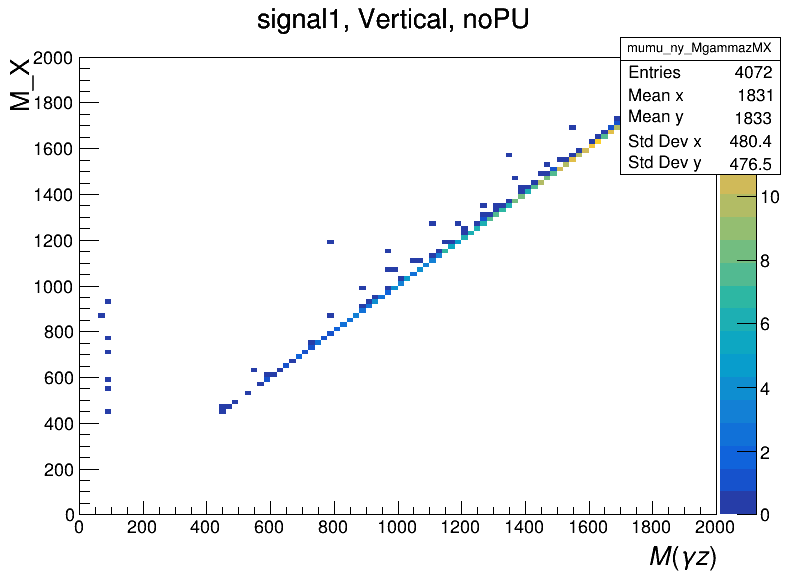 signal1, Vertical, noPU
mumu_ny_MgammazMX
Entries 4072
Mean x 1831
Mean y 1833
Std Dev x 480.4
Std Dev y 476.5
M_X
2000
1800
1600
1400
1200
1000
800
600
400
200
0
10
8
6
4
2
0
0 200 400 600 800 1000 1200 1400 1600 1800 2000
M(γz)